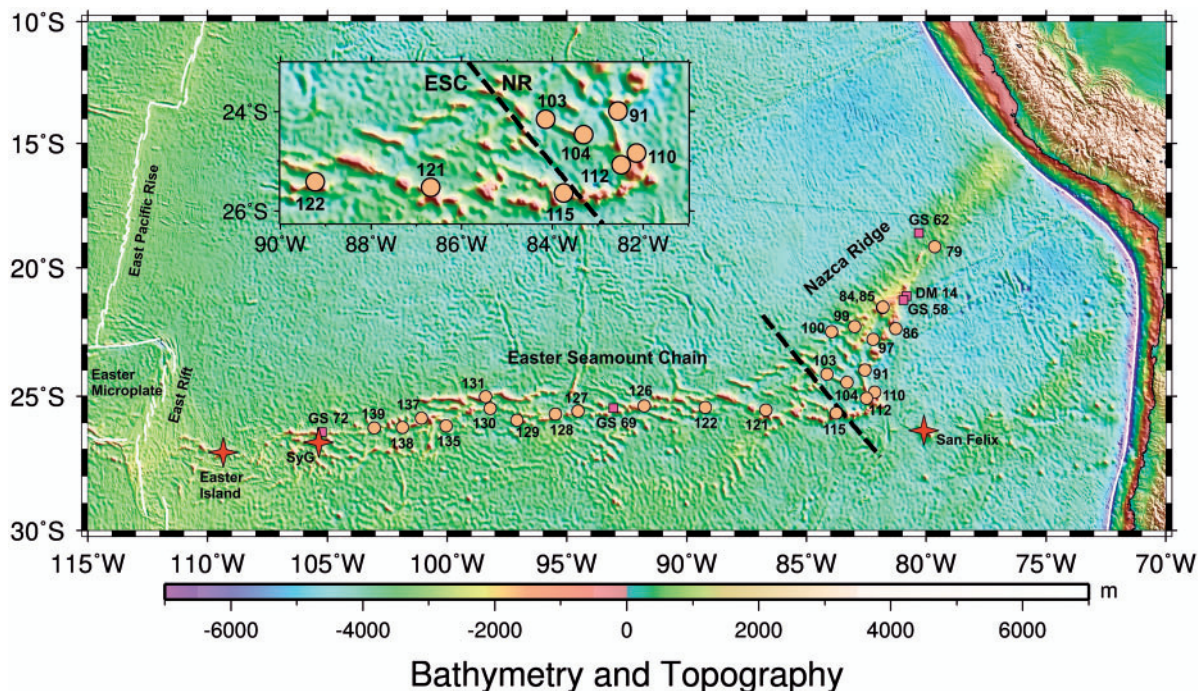 10°S
15°S
20°S
25°S
30°S
115°W
110°W
105°W
100°W
95°W
90°W
85°W
80°W
75°W
70°W
ESC
NR
24°S
26°S
90°W
88°W
86°W
84°W
82°W
103
91
104
110
112
121
122
115
East Pacific Rise
Easter
Microplate
East Rift
Nazca Ridge
Easter Seamount Chain
GS 62
79
84,85
DM 14
GS 58
99
100
86
97
103
91
104
110
112
115
San Felix
131
137
139
GS 72
138
135
130
129
128
127
GS 69
126
122
121
SyG
Easter
Island
m
-6000
-4000
-2000
0
2000
4000
6000
Bathymetry and Topography